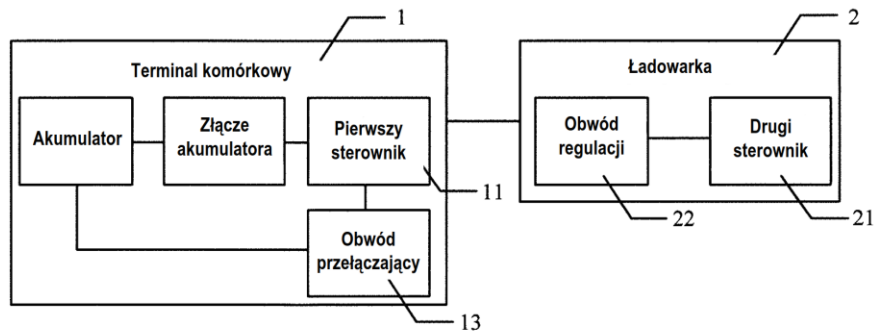 1
2
Terminal komórkowy
Ładowarka
Akumulator
Złącze
akumulatora
Pierwszy
sterownik
Obwód
regulacji
Drugi
sterownik
11
22
21
Obwód
przełączający
13